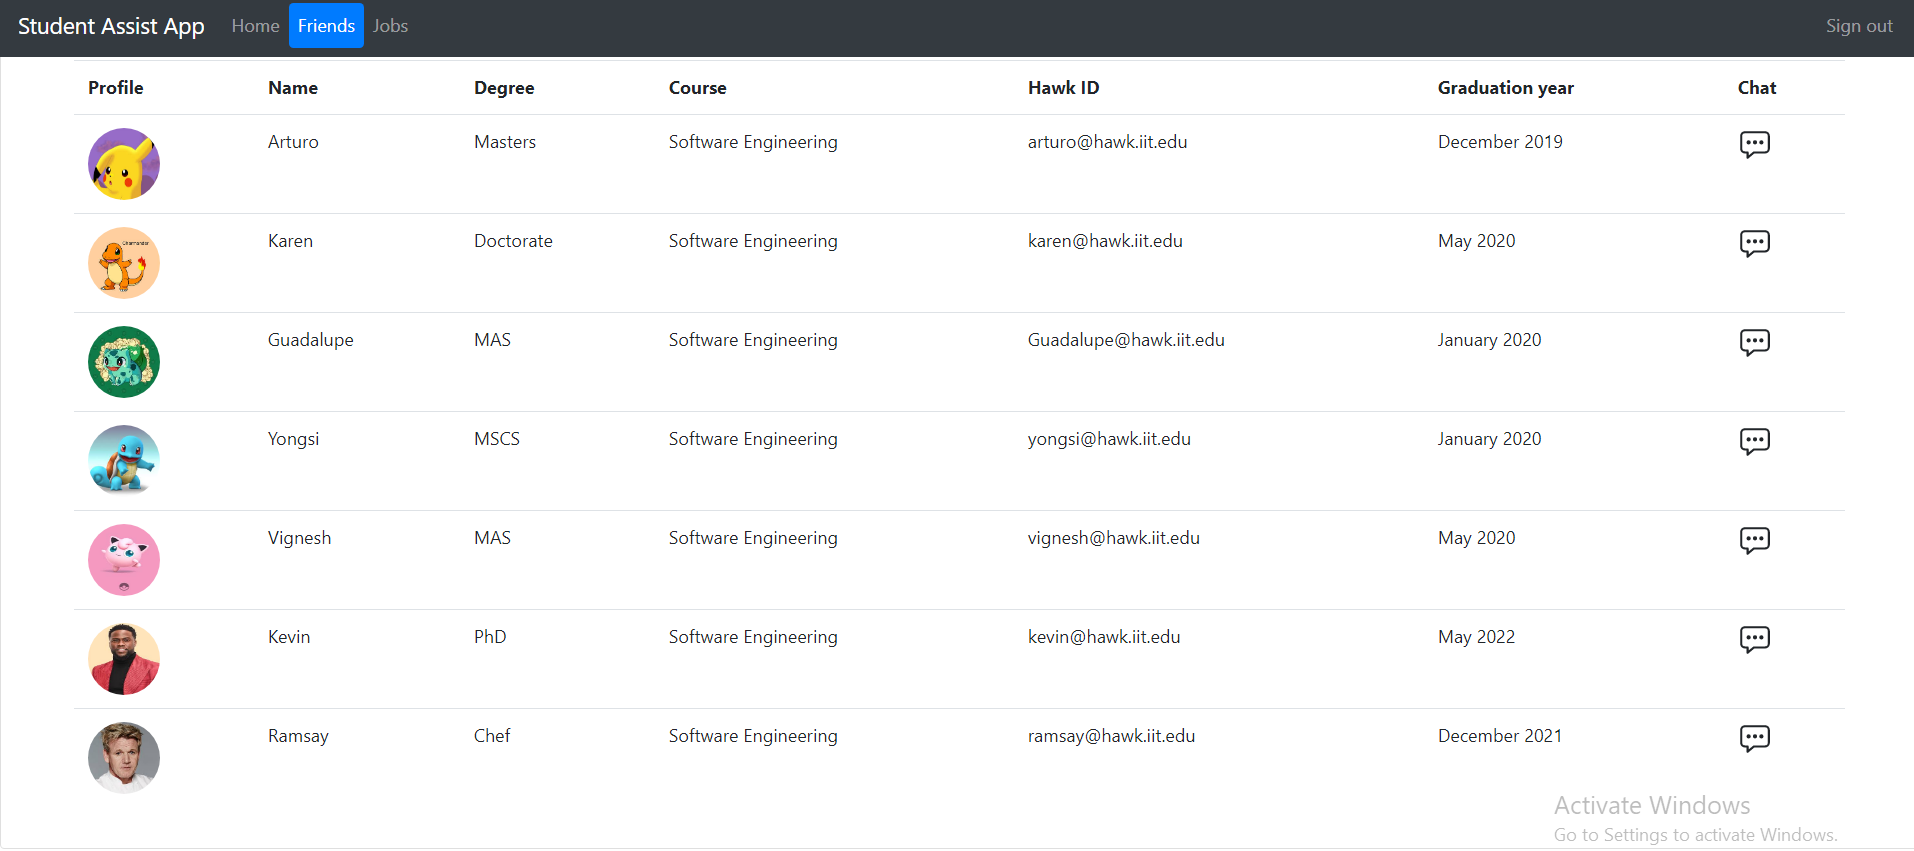 Student Assist App Home Friends Jobs Sign out
Profile Name Degree Course Hawk ID Graduation year Chat
Arturo Masters Software Engineering arturo@hawk.iit.edu December 2019
Charmander
Karen Doctorate Software Engineering karen@hawk.iit.edu May 2020
Guadalupe MAS Software Engineering Guadalupe@hawk.iit.edu January 2020
Yongsi MSCS Software Engineering yongsi@hawk.iit.edu January 2020
Vignesh MAS Software Engineering vignesh@hawk.iit.edu May 2020
Kevin PhD Software Engineering kevin@hawk.iit.edu May 2022
Ramsay Chef Software Engineering ramsay@hawk.iit.edu December 2021
Activate Windows
Go to Settings to activate Windows.